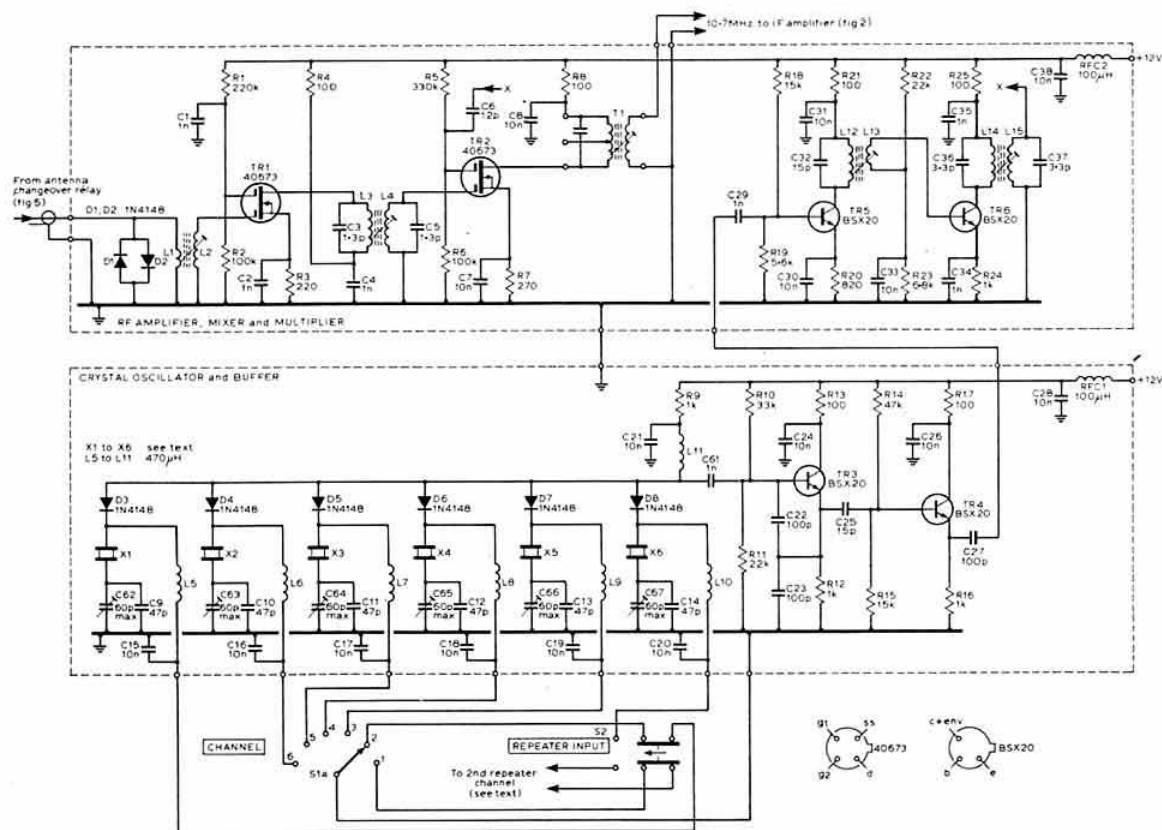 10·7MHz to IF amplifier (fig 2)
R1
220k
R4
100
R5
330k
R8
100
R18
15k
R21
100
R22
22k
R25
100
C38
10n
RFC2
100µH
+12V
C1
1n
C6
12p
X
C8
10n
T1
C31
10n
C35
1n
X
TR1
40673
TR2
40673
L12
L13
L14
L15
C32
15p
C36
3·3p
C37
3·3p
From antenna
changeover relay
(fig 5)
D1, D2 1N4148
L3
L4
C29
1n
TR5
BSX20
TR6
BSX20
D1
D2
L1
L2
C3
1·3p
C5
1·3p
R2
100k
C2
1n
R3
220
C4
1n
R6
100k
C7
10n
R7
270
R19
5·6k
C30
10n
R20
820
C33
10n
R23
6·8k
C34
1n
R24
1k
RF AMPLIFIER, MIXER and MULTIPLIER
CRYSTAL OSCILLATOR and BUFFER
+12V
R9
1k
R10
33k
R13
100
R14
47k
R17
100
C28
10n
RFC1
100µH
X1 to X6 see text
L5 to L11 470µH
C21
10n
L11
C24
10n
C26
10n
C61
1n
TR3
BSX20
TR4
BSX20
D3
1N4148
D4
1N4148
D5
1N4148
D6
1N4148
D7
1N4148
D8
1N4148
C22
100p
C25
15p
C27
100p
X1
X2
X3
X4
X5
X6
R11
22k
L5
L6
L7
L8
L9
L10
C62
60p
max
C9
47p
C63
60p
max
C10
47p
C64
60p
max
C11
47p
C65
60p
max
C12
47p
C66
60p
max
C13
47p
C67
60p
max
C14
47p
C23
100p
R12
1k
R15
15k
R16
1k
C15
10n
C16
10n
C17
10n
C18
10n
C19
10n
C20
10n
CHANNEL
6
5
4
3
2
1
S1a
S2
REPEATER INPUT
To 2nd repeater
channel
(see text)
g1
ss
40673
g2
d
c+env
BSX20
b
e